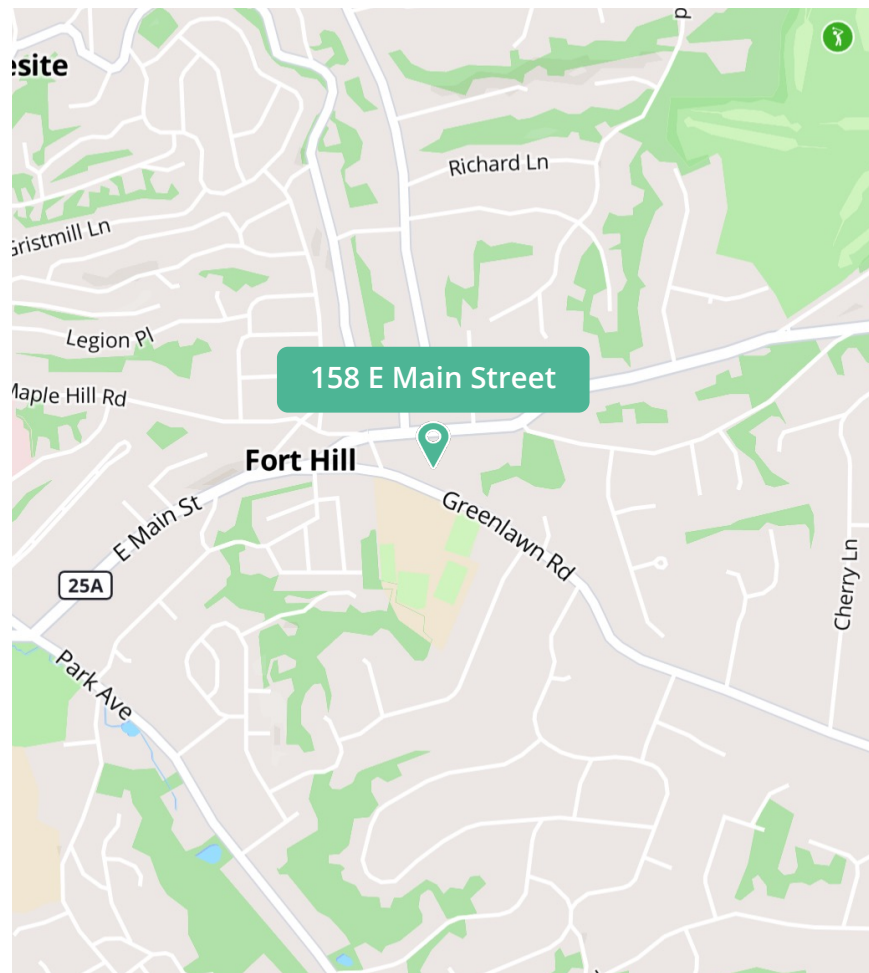 esite
Richard Ln
Gristmill Ln
Legion Pl
158 E Main Street
Maple Hill Rd
Fort Hill
E Main St
Greenlawn Rd
25A
Cherry Ln
Park Ave